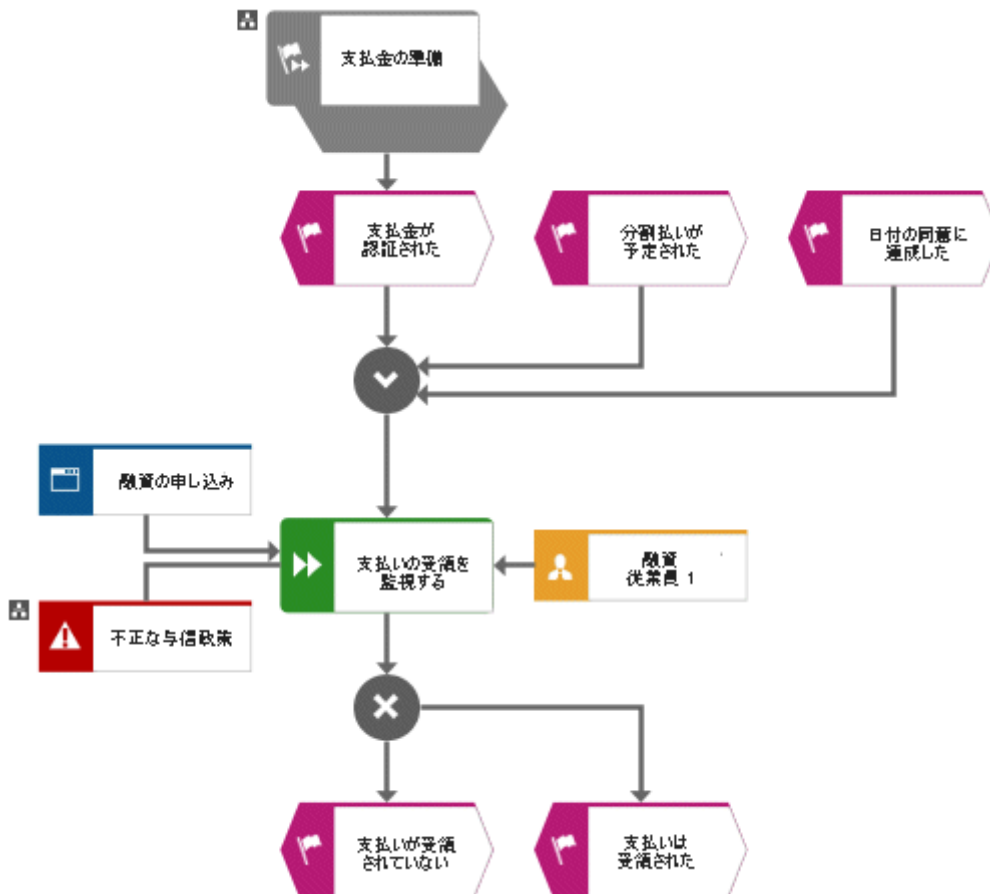 支払金の準備
支払金が
認証された
分割払いが
予定された
日付の同意に
達成した
融資の申し込み
支払いの受領を
監視する
融資
従業員 1
不正な与信政策
支払いが受領
されていない
支払いは
受領された